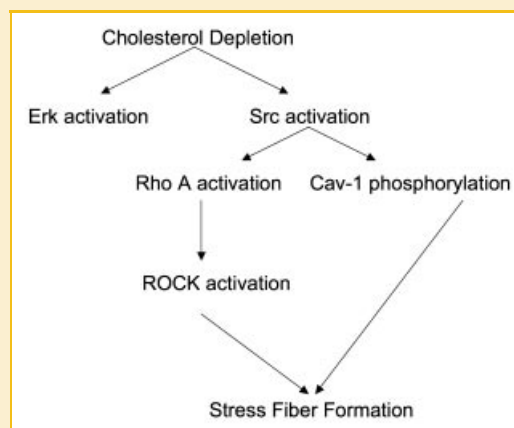 Cholesterol Depletion
Erk activation
Src activation
Rho A activation
Cav-1 phosphorylation
ROCK activation
Stress Fiber Formation